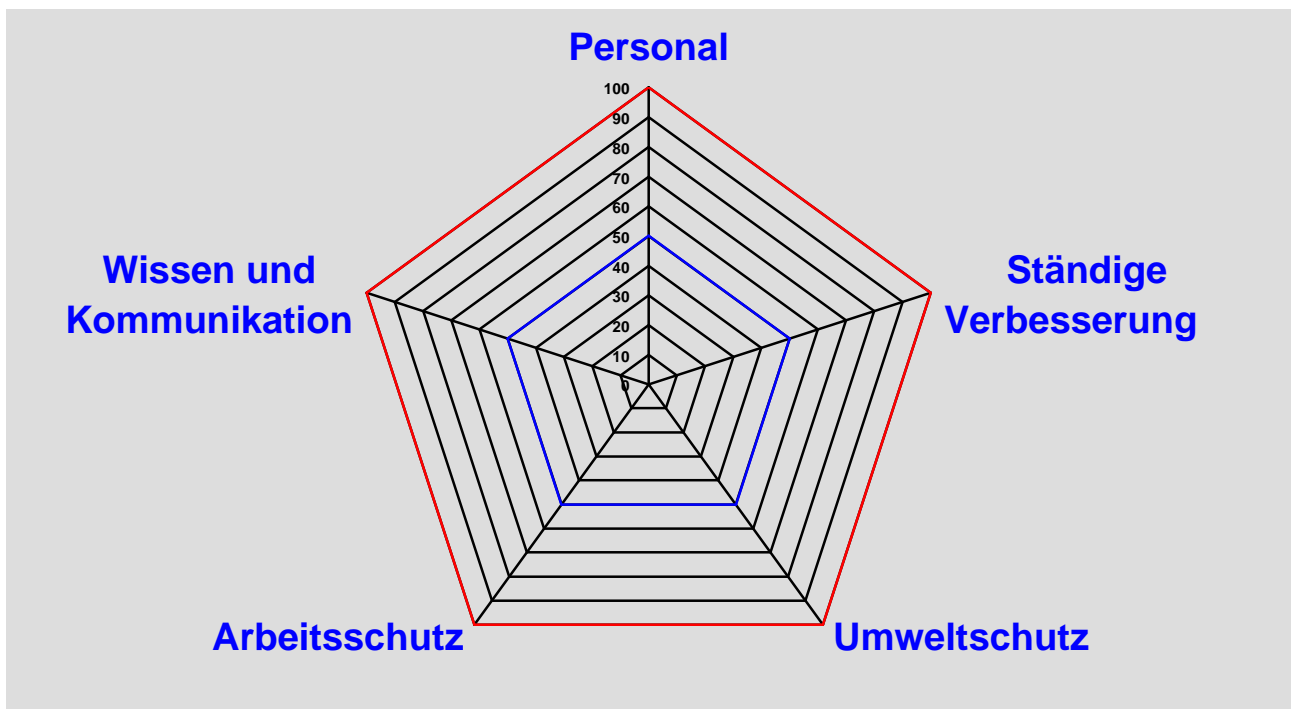 Personal
100
90
80
70
60
50
40
30
20
10
0
Wissen und
Kommunikation
Ständige
Verbesserung
Arbeitsschutz
Umweltschutz